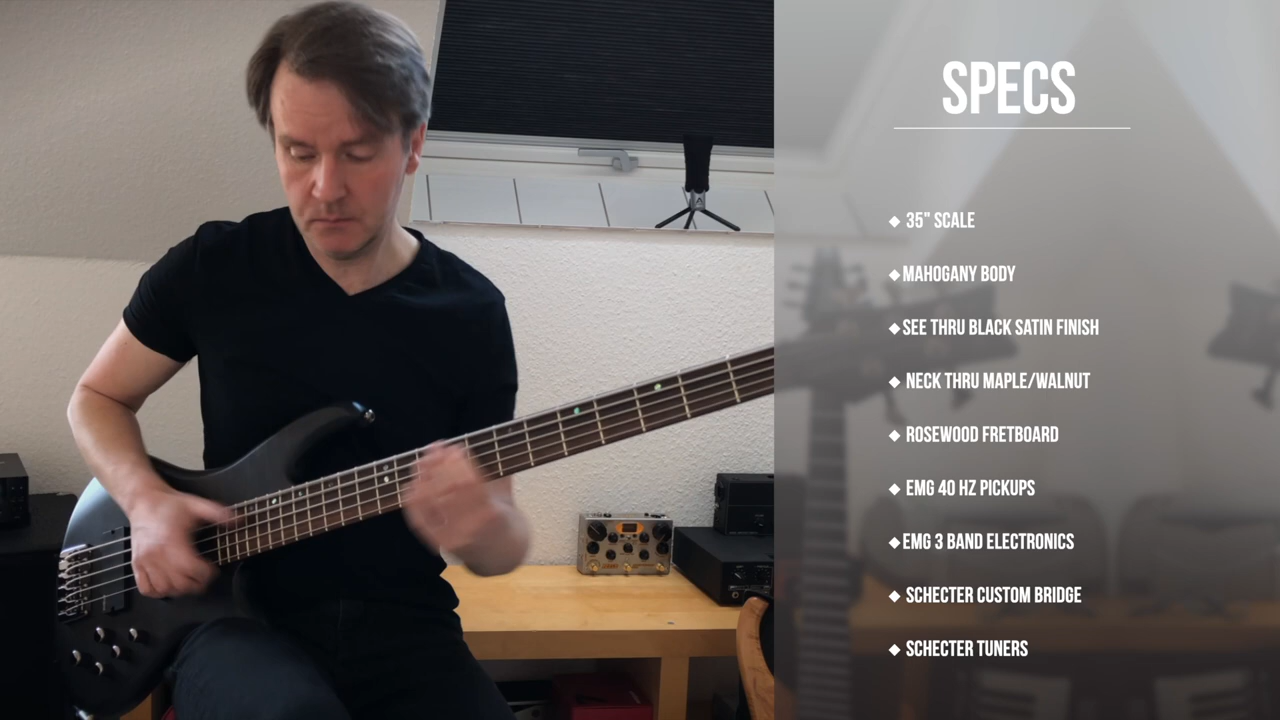 SPECS
35" SCALE
MAHOGANY BODY
SEE THRU BLACK SATIN FINISH
NECK THRU MAPLE/WALNUT
ROSEWOOD FRETBOARD
EMG 40 HZ PICKUPS
EMG 3 BAND ELECTRONICS
SCHECTER CUSTOM BRIDGE
SCHECTER TUNERS